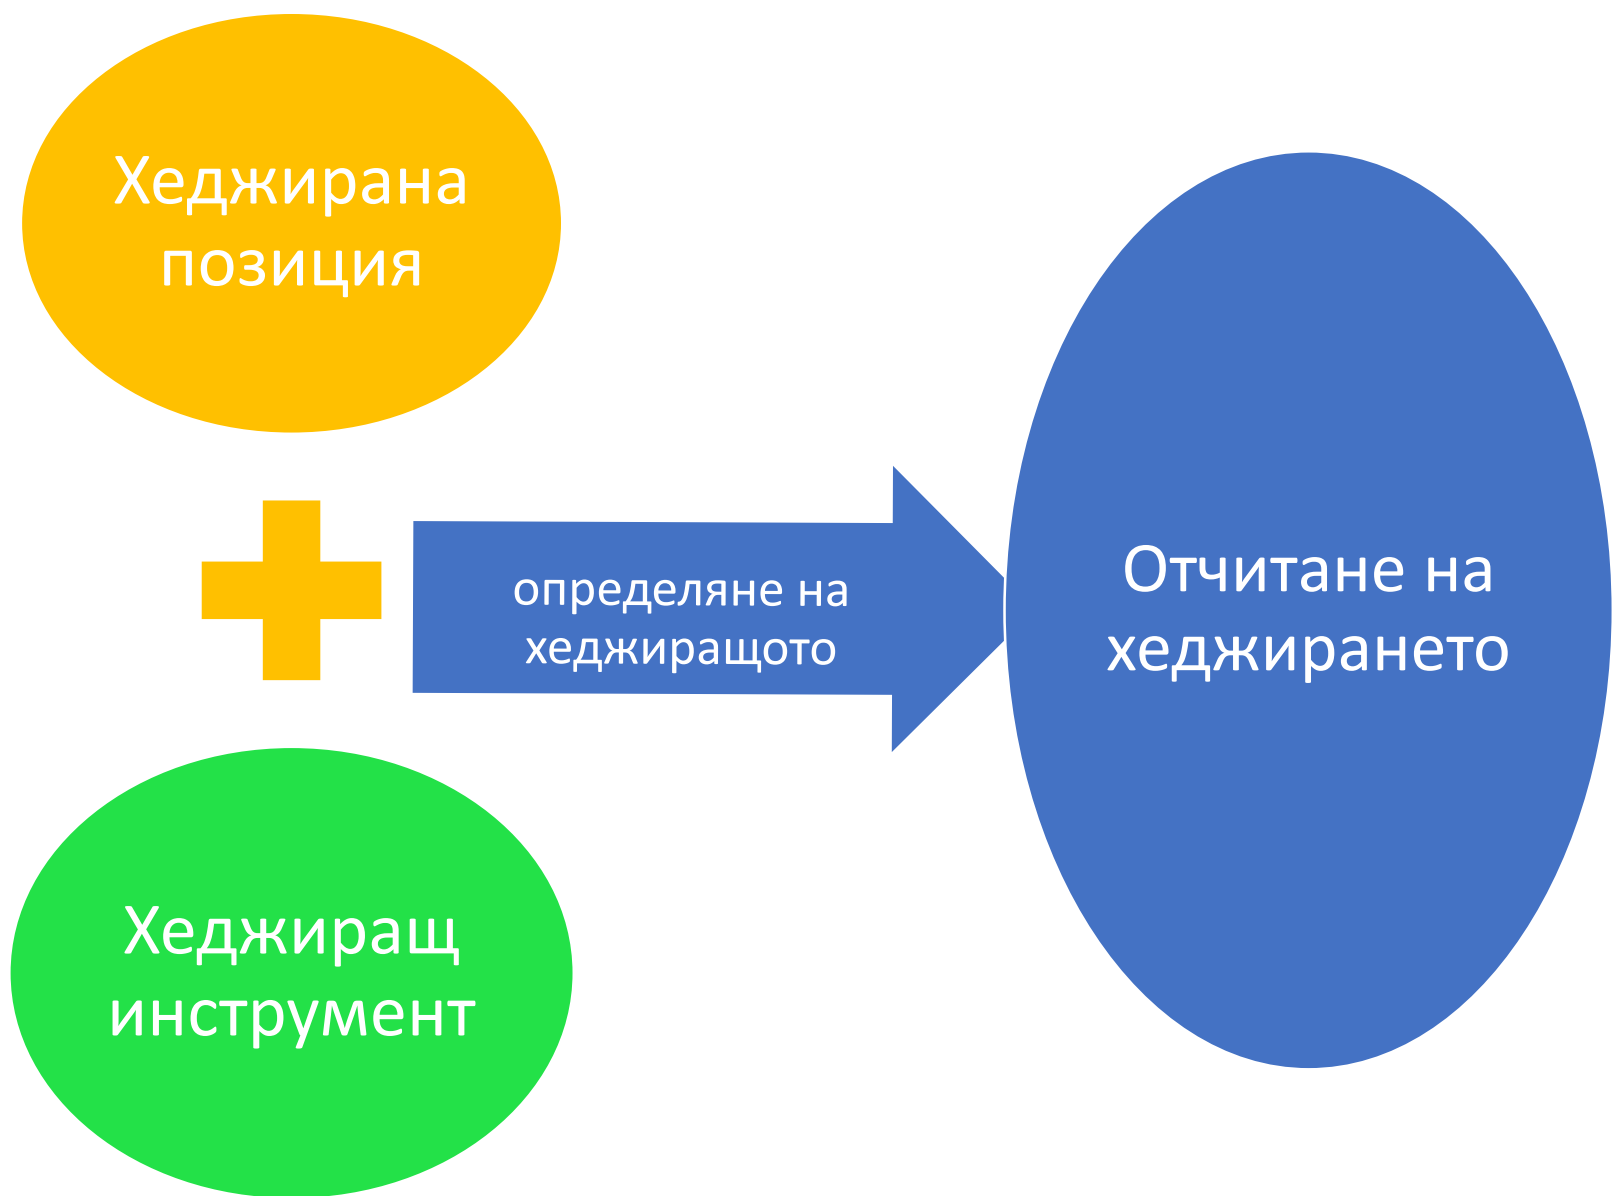 Хеджирана
позиция
определяне на
хеджиращото
Отчитане на
хеджирането
Хеджиращ
инструмент